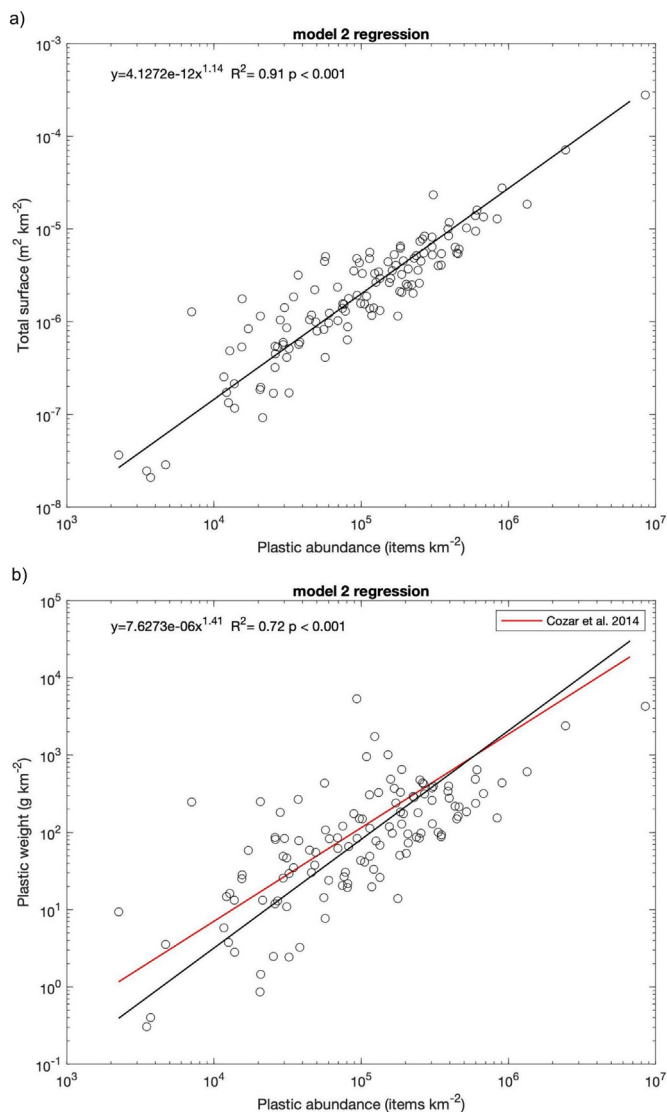 a)
model 2 regression
y=4.1272e-12x^1.14 R^2= 0.91 p < 0.001
10^-3
10^-4
10^-5
10^-6
10^-7
10^-8
Total surface (m^2 km^-2)
10^3 10^4 10^5 10^6 10^7
Plastic abundance (items km^-2)
b)
model 2 regression
y=7.6273e-06x^1.41 R^2= 0.72 p < 0.001
Cozar et al. 2014
10^5
10^4
10^3
10^2
10^1
10^0
10^-1
Plastic weight (g km^-2)
10^3 10^4 10^5 10^6 10^7
Plastic abundance (items km^-2)